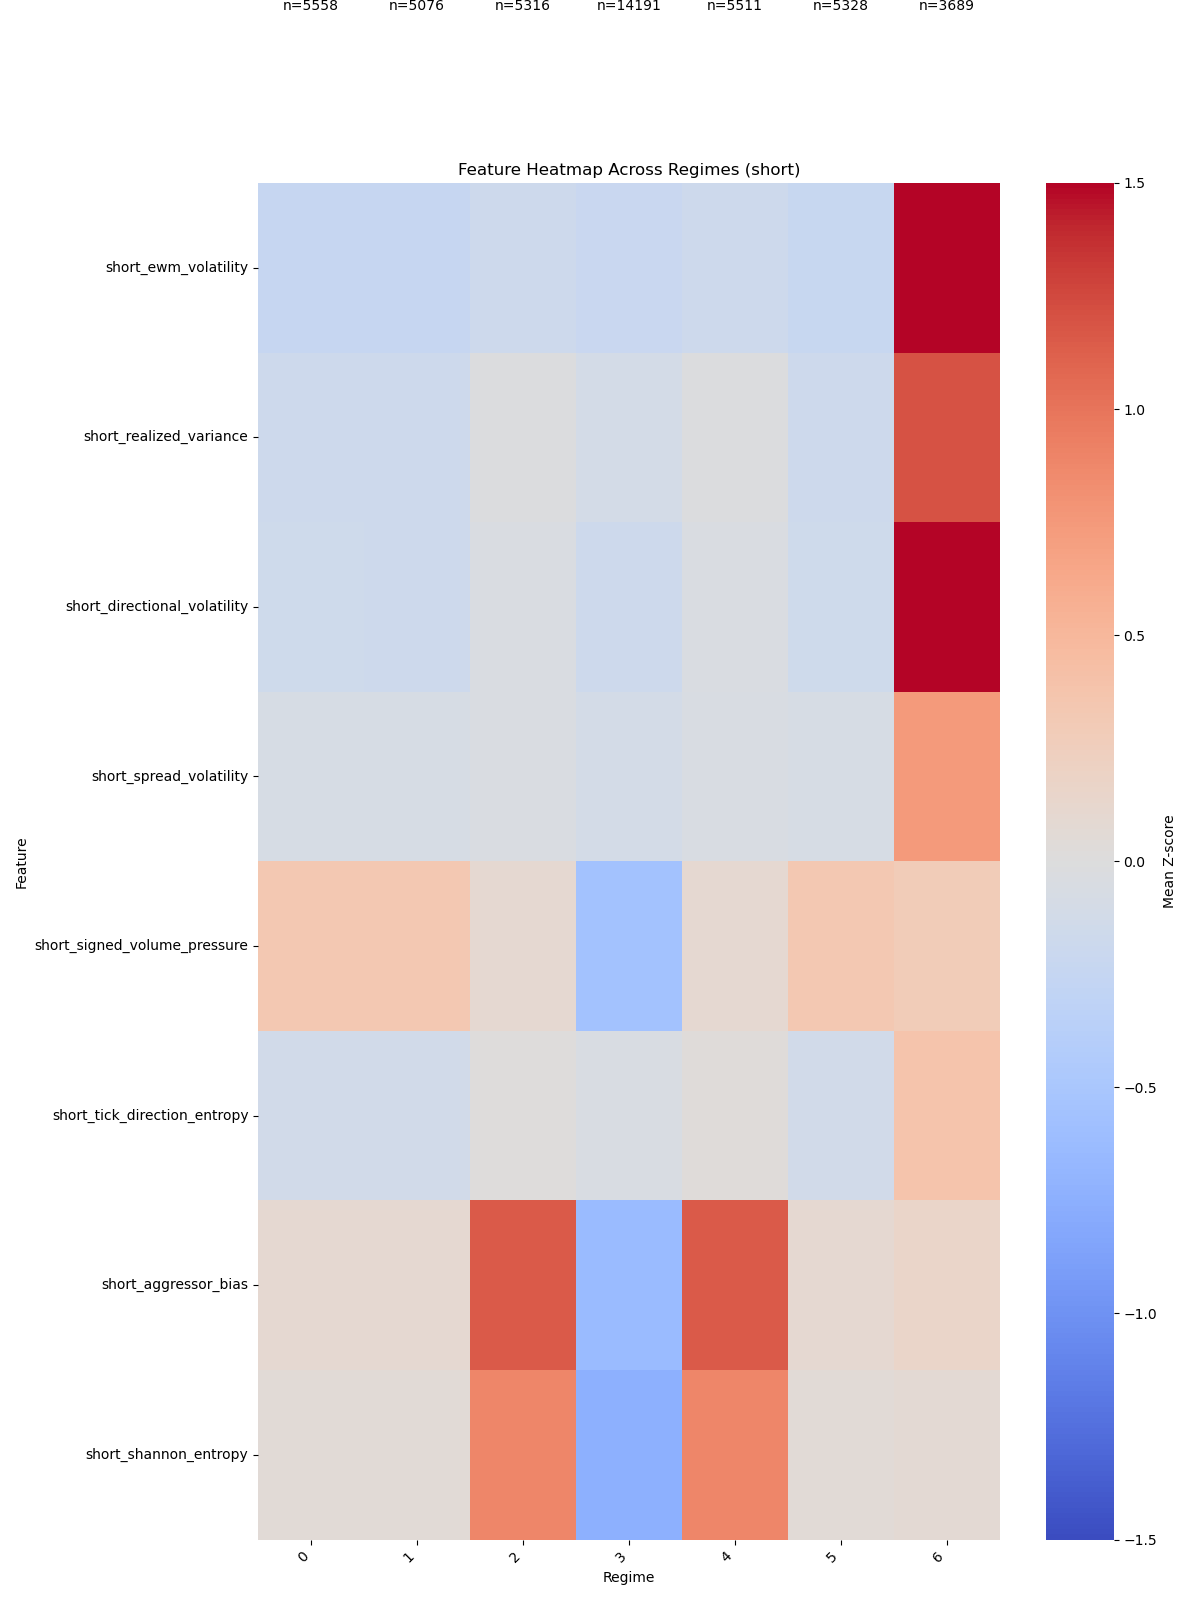 n=5558 n=5076 n=5316 n=14191 n=5511 n=5328 n=3689
Feature Heatmap Across Regimes (short)
Feature
short_ewm_volatility
short_realized_variance
short_directional_volatility
short_spread_volatility
short_signed_volume_pressure
short_tick_direction_entropy
short_aggressor_bias
short_shannon_entropy
0 1 2 3 4 5 6
Regime
1.5
1.0
0.5
0.0
−0.5
−1.0
−1.5
Mean Z-score